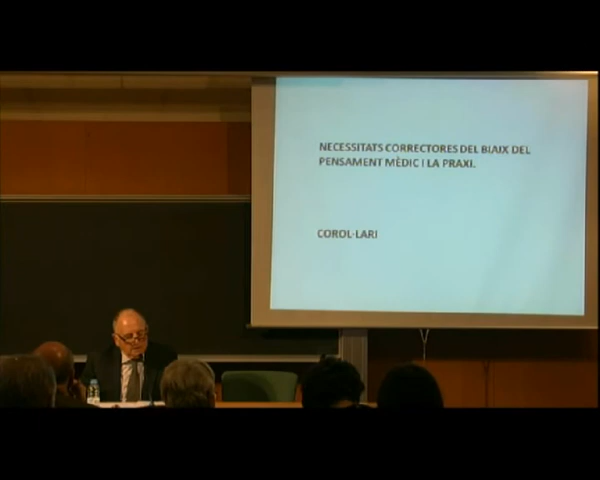 NECESSITATS CORRECTORES DEL BIAIX DEL
PENSAMENT MÈDIC I LA PRAXI.
COROL·LARI